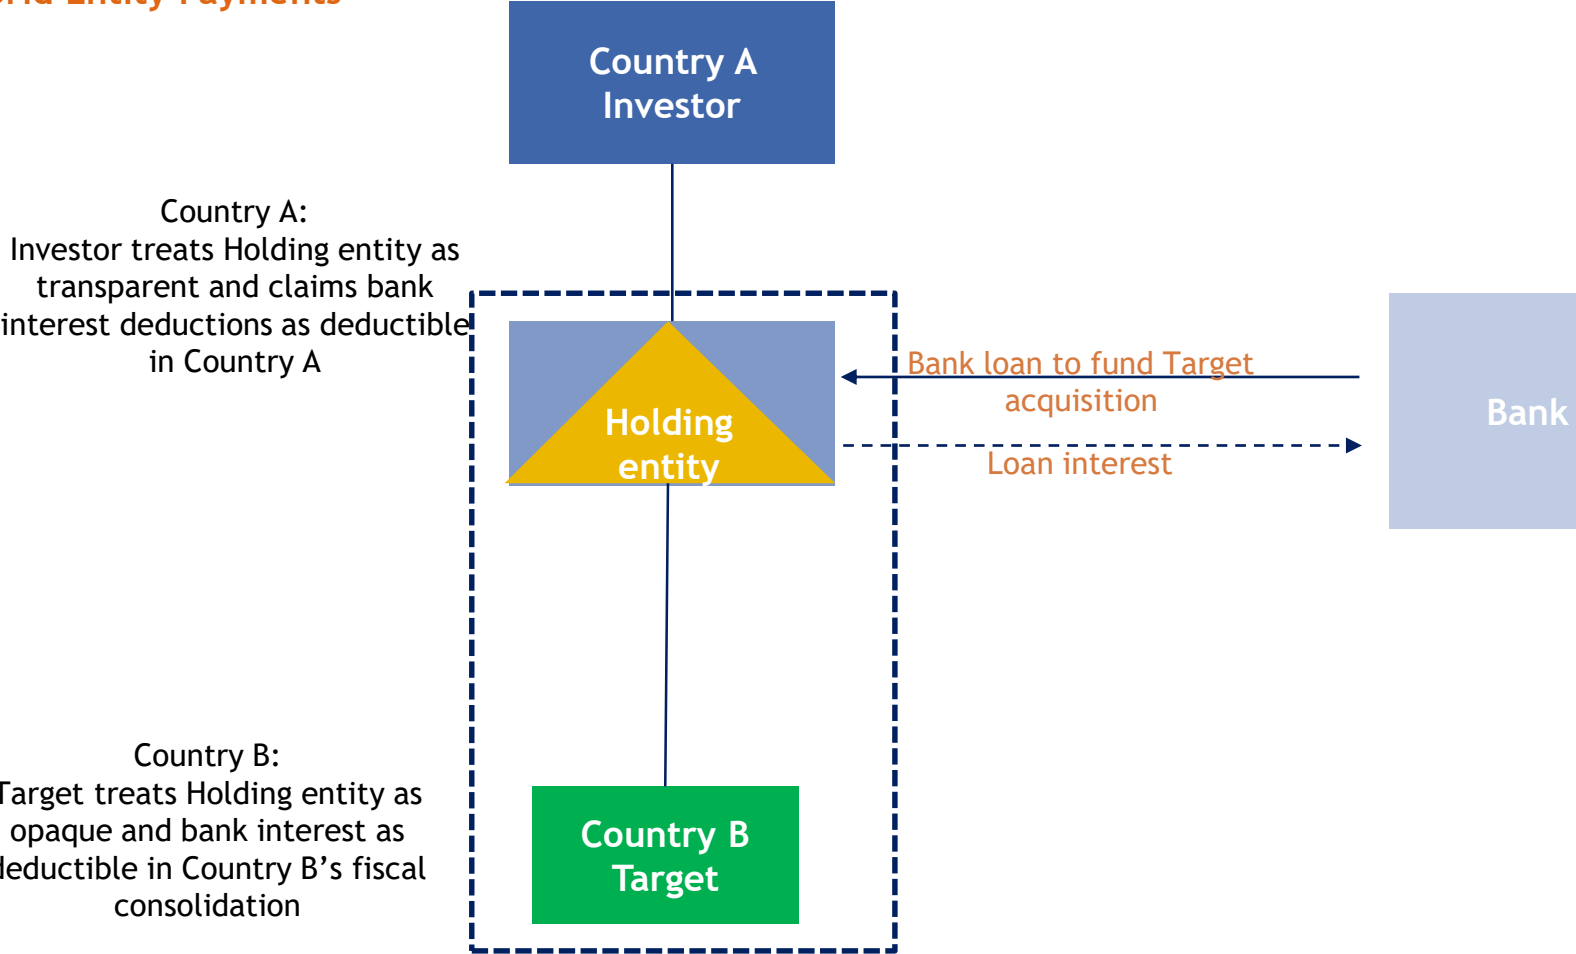 Entity Payments
Country A
Investor
Country A:
Investor treats Holding entity as
transparent and claims bank
interest deductions as deductible
in Country A
Holding
entity
Bank loan to fund Target
acquisition
Loan interest
Bank
Country B:
Target treats Holding entity as
opaque and bank interest as
deductible in Country B’s fiscal
consolidation
Country B
Target